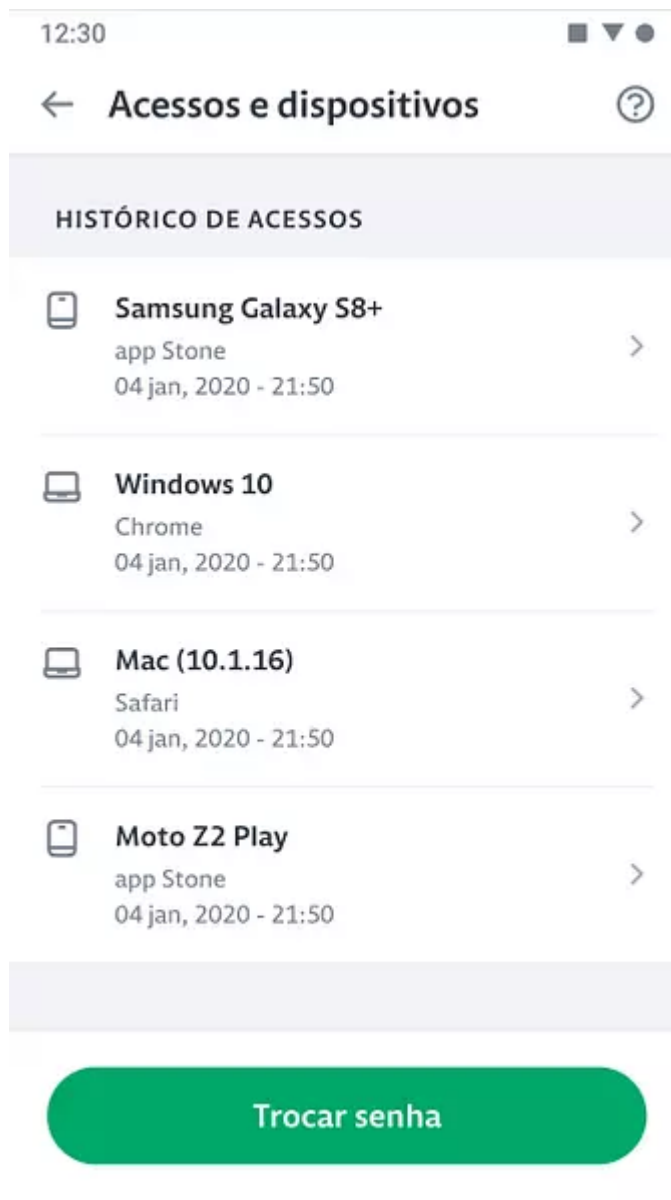 12:30
Acessos e dispositivos
HISTÓRICO DE ACESSOS
Samsung Galaxy S8+
app Stone
04 jan, 2020 - 21:50
Windows 10
Chrome
04 jan, 2020 - 21:50
Mac (10.1.16)
Safari
04 jan, 2020 - 21:50
Moto Z2 Play
app Stone
04 jan, 2020 - 21:50
Trocar senha